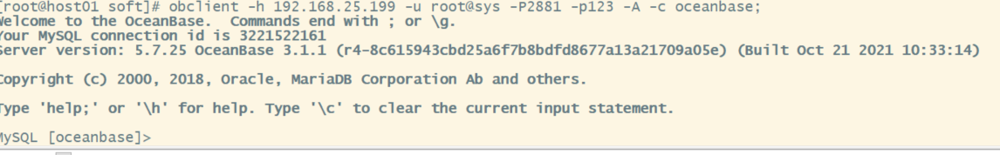 [root@host01 soft]# obclient -h 192.168.25.199 -u root@sys -P2881 -p123 -A -c oceanbase;
Welcome to the OceanBase.  Commands end with ; or \g.
Your MySQL connection id is 3221522161
Server version: 5.7.25 OceanBase 3.1.1 (r4-8c615943cbd25a6f7b8bdfd8677a13a21709a05e) (Built Oct 21 2021 10:33:14)
Copyright (c) 2000, 2018, Oracle, MariaDB Corporation Ab and others.
Type 'help;' or '\h' for help. Type '\c' to clear the current input statement.
MySQL [oceanbase]>